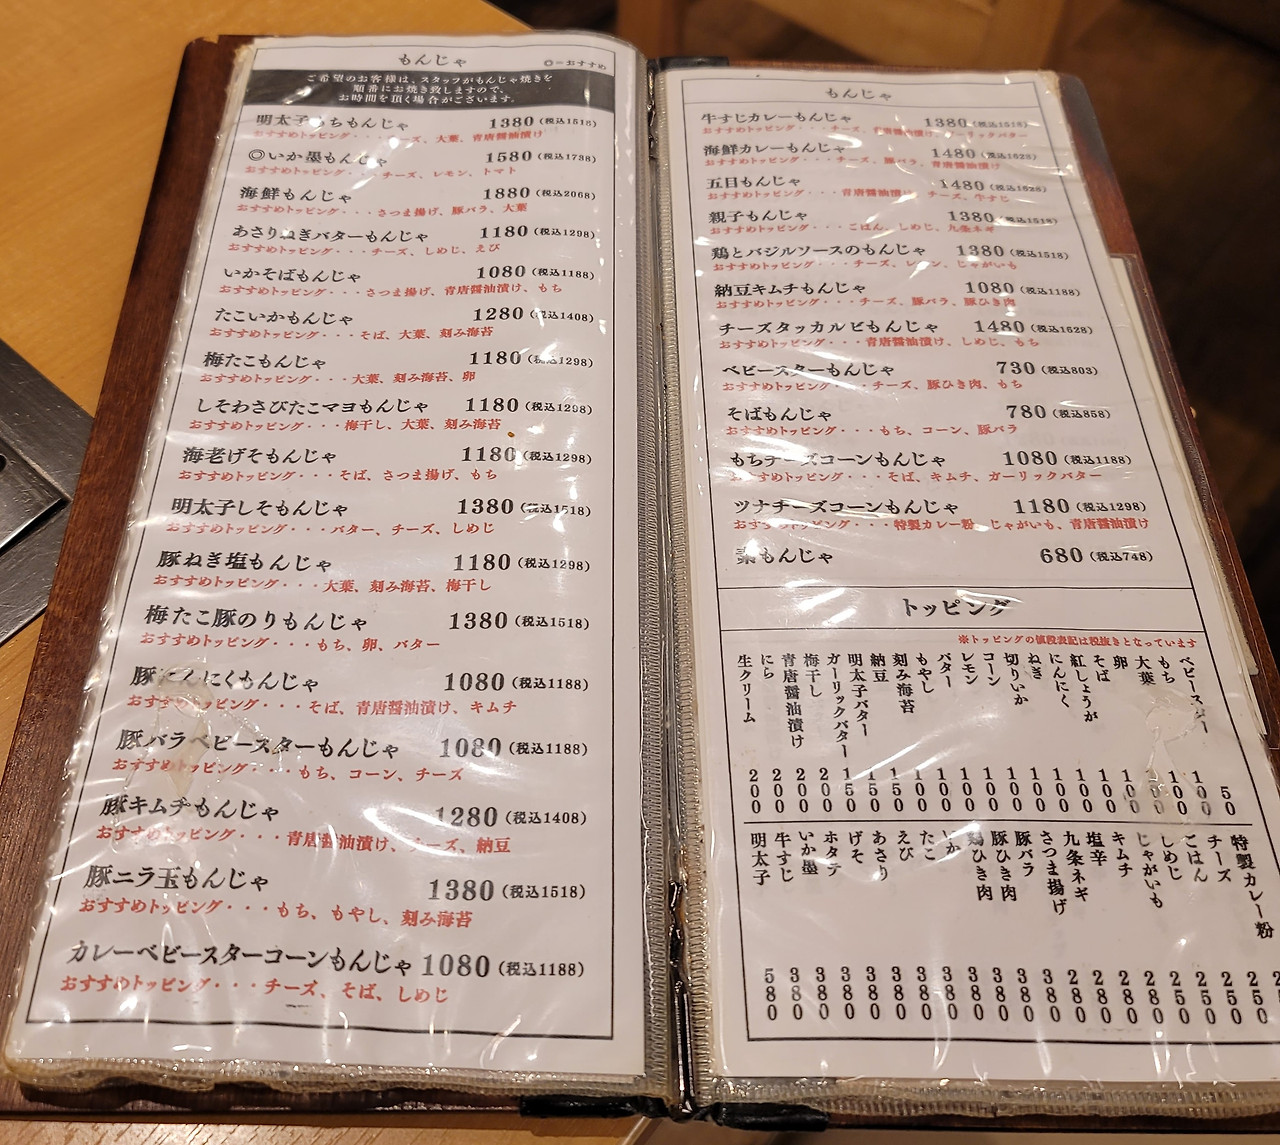 もんじゃ
◎=おすすめ
ご希望のお客様は、スタッフがもんじゃ焼きを
順番にお焼き致しますので、
お時間を頂く場合がございます。
明太子もちもんじゃ 1380(税込1518)
おすすめトッピング・・・チーズ、大葉、青唐醤油漬け
◎いか墨もんじゃ 1580(税込1738)
おすすめトッピング・・・チーズ、レモン、トマト
海鮮もんじゃ 1880(税込2068)
おすすめトッピング・・・さつま揚げ、豚バラ、大葉
あさりねぎバターもんじゃ 1180(税込1298)
おすすめトッピング・・・チーズ、しめじ、えび
いかそばもんじゃ 1080(税込1188)
おすすめトッピング・・・さつま揚げ、青唐醤油漬け、もち
たこいかもんじゃ 1280(税込1408)
おすすめトッピング・・・そば、大葉、刻み海苔
梅たこもんじゃ 1180(税込1298)
おすすめトッピング・・・大葉、刻み海苔、卵
しそわさびたこマヨもんじゃ 1180(税込1298)
おすすめトッピング・・・梅干し、大葉、刻み海苔
海老げそもんじゃ 1180(税込1298)
おすすめトッピング・・・そば、さつま揚げ、もち
明太子しそもんじゃ 1380(税込1518)
おすすめトッピング・・・バター、チーズ、しめじ
豚ねぎ塩もんじゃ 1180(税込1298)
おすすめトッピング・・・大葉、刻み海苔、梅干し
梅たこ豚のりもんじゃ 1380(税込1518)
おすすめトッピング・・・もち、卵、バター
豚にんにくもんじゃ 1080(税込1188)
おすすめトッピング・・・そば、青唐醤油漬け、キムチ
豚バラベビースターもんじゃ 1080(税込1188)
おすすめトッピング・・・もち、コーン、チーズ
豚キムチもんじゃ 1280(税込1408)
おすすめトッピング・・・青唐醤油漬け、チーズ、納豆
豚ニラ玉もんじゃ 1380(税込1518)
おすすめトッピング・・・もち、もやし、刻み海苔
カレーベビースターコーンもんじゃ 1080(税込1188)
おすすめトッピング・・・チーズ、そば、しめじ
もんじゃ
牛すじカレーもんじゃ 1380(税込1518)
おすすめトッピング・・・チーズ、青唐醤油漬け、ガーリックバター
海鮮カレーもんじゃ 1480(税込1628)
おすすめトッピング・・・チーズ、豚バラ、青唐醤油漬け
五目もんじゃ 1480(税込1628)
おすすめトッピング・・・青唐醤油漬け、チーズ、牛すじ
親子もんじゃ 1380(税込1518)
おすすめトッピング・・・ごはん、しめじ、九条ネギ
鶏とバジルソースのもんじゃ 1380(税込1518)
おすすめトッピング・・・チーズ、レモン、じゃがいも
納豆キムチもんじゃ 1080(税込1188)
おすすめトッピング・・・チーズ、豚バラ、豚ひき肉
チーズタッカルビもんじゃ 1480(税込1628)
おすすめトッピング・・・青唐醤油漬け、しめじ、もち
ベビースターもんじゃ 730(税込803)
おすすめトッピング・・・チーズ、豚ひき肉、もち
そばもんじゃ 780(税込858)
おすすめトッピング・・・もち、コーン、豚バラ
もちチーズコーンもんじゃ 1080(税込1188)
おすすめトッピング・・・そば、キムチ、ガーリックバター
ツナチーズコーンもんじゃ 1180(税込1298)
おすすめトッピング・・・特製カレー粉、じゃがいも、青唐醤油漬け
素もんじゃ 680(税込748)
トッピング
※トッピングの値段表記は税抜きとなっています
ベビースター 50
もち 100
大葉 100
卵 100
そば 100
紅しょうが 100
にんにく 100
ねぎ 100
切りいか 100
コーン 100
レモン 100
バター 100
もやし 100
刻み海苔 150
納豆 150
明太子バター 150
ガーリックバター 200
梅干し 200
青唐醤油漬け 200
にら 200
生クリーム 200
特製カレー粉 250
チーズ 250
ごはん 250
しめじ 250
じゃがいも 280
キムチ 280
塩辛 280
九条ネギ 280
さつま揚げ 380
豚バラ 380
豚ひき肉 380
鶏ひき肉 380
いか 380
たこ 380
えび 380
あさり 380
げそ 380
ホタテ 380
いか墨 380
牛すじ 380
明太子 580